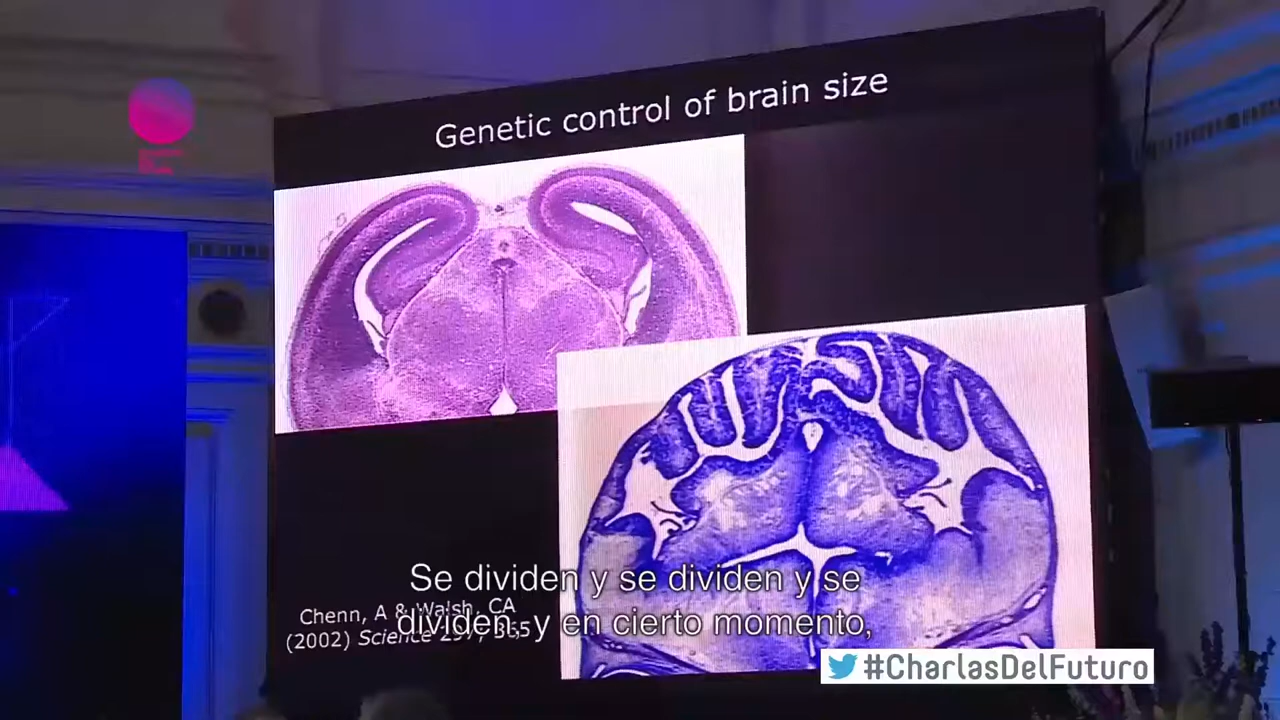 Genetic control of brain size
Se dividen y se dividen y se
dividen, y en cierto momento,
Chenn, A & Walsh, CA
(2002) Science
#CharlasDelFuturo